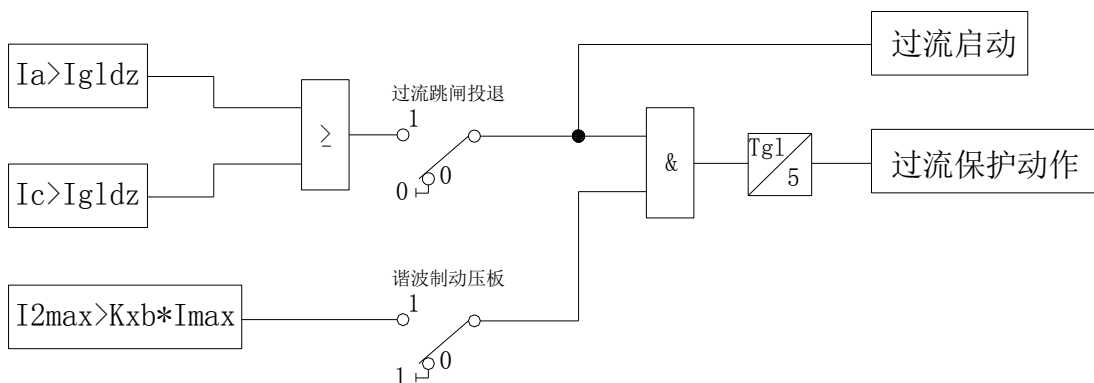 过流启动
Ia>Igldz
过流跳闸投退
1
≥
&
Tgl
5
过流保护动作
0
0
Ic>Igldz
谐波制动压板
1
I2max>Kxb*Imax
0
1